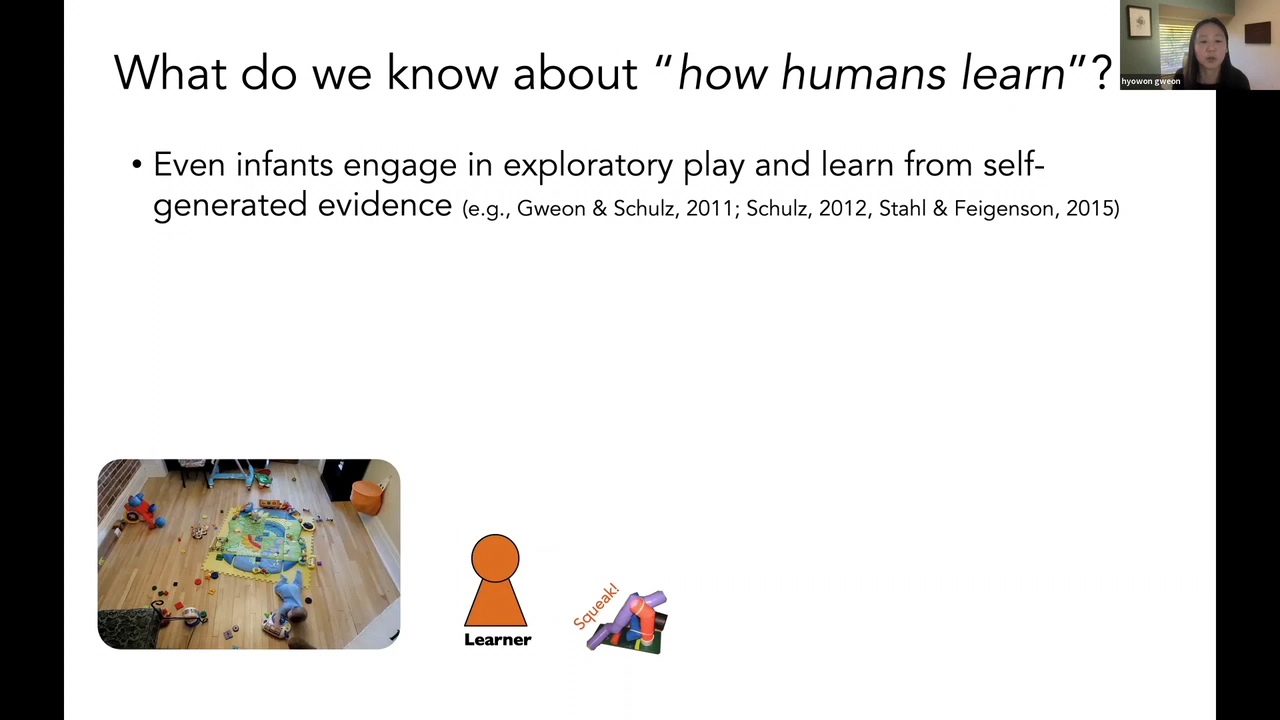 What do we know about “how humans learn”?
hyowon gweon
• Even infants engage in exploratory play and learn from self-
generated evidence (e.g., Gweon & Schulz, 2011; Schulz, 2012, Stahl & Feigenson, 2015)
Squeak!
Learner